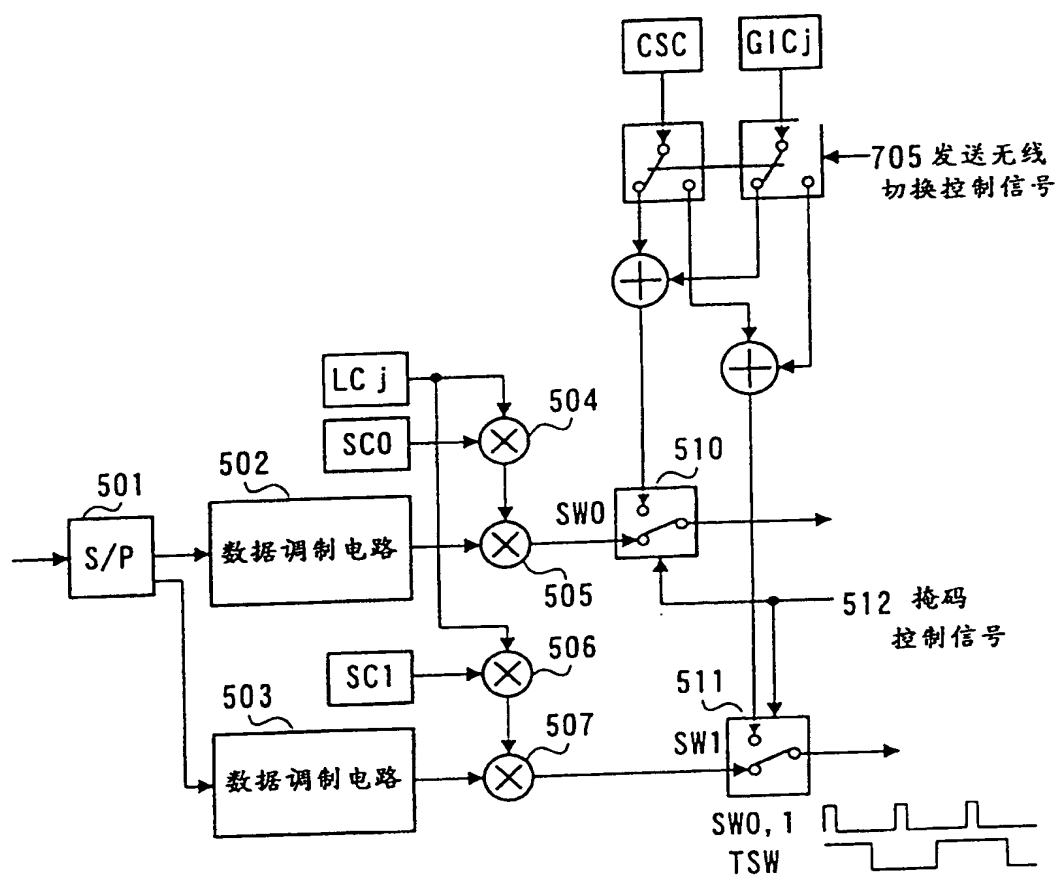 CSC
GICj
705 发送无线
切换控制信号
LCj
504
SC0
510
502
501
SW0
S/P
数据调制电路
505
512 掩码
控制信号
506
SC1
511
503
507
SW1
数据调制电路
SW0,1
TSW